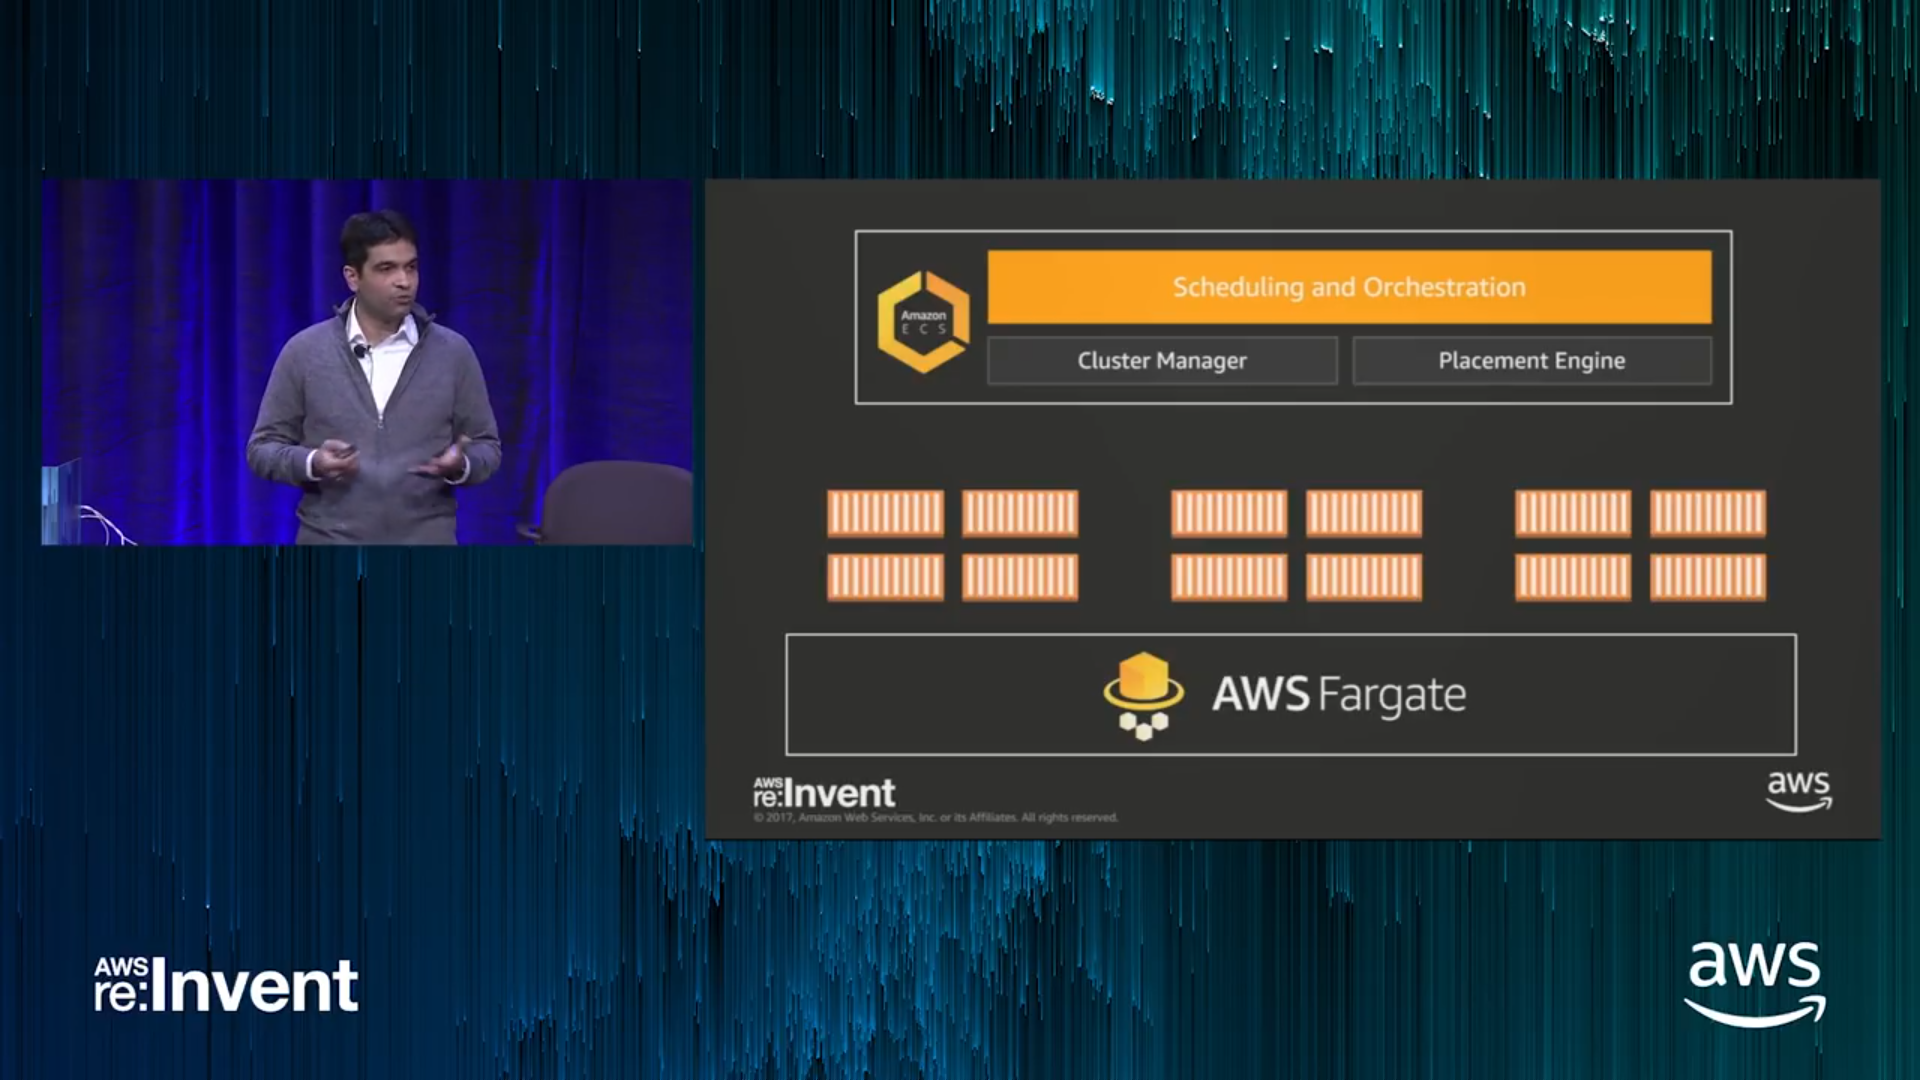 Scheduling and Orchestration
Amazon
ECS
Cluster Manager
Placement Engine
AWS Fargate
AWS
re:Invent
© 2017, Amazon Web Services, Inc. or its Affiliates. All rights reserved.
aws
AWS
re:Invent
aws